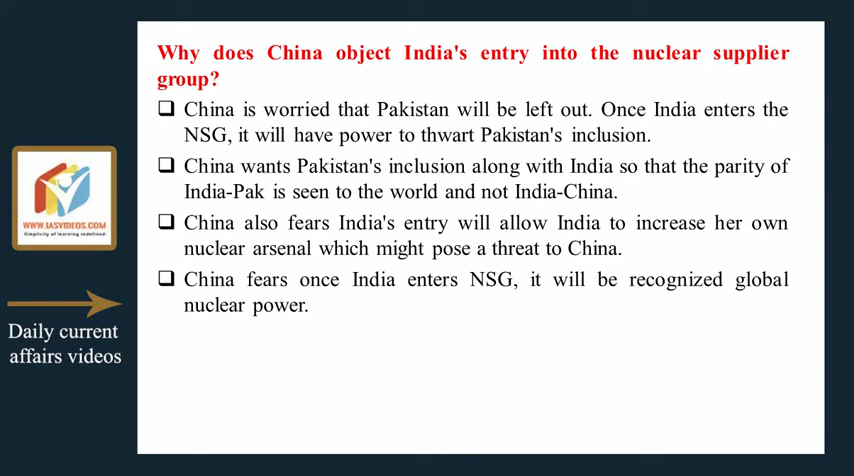 Why does China object India's entry into the nuclear supplier
group?
❑ China is worried that Pakistan will be left out. Once India enters the
NSG, it will have power to thwart Pakistan's inclusion.
❑ China wants Pakistan's inclusion along with India so that the parity of
India-Pak is seen to the world and not India-China.
❑ China also fears India's entry will allow India to increase her own
nuclear arsenal which might pose a threat to China.
❑ China fears once India enters NSG, it will be recognized global
nuclear power.
WWW.IASVIDEOS.COM
Simplicity of learning redefined.
Daily current
affairs videos